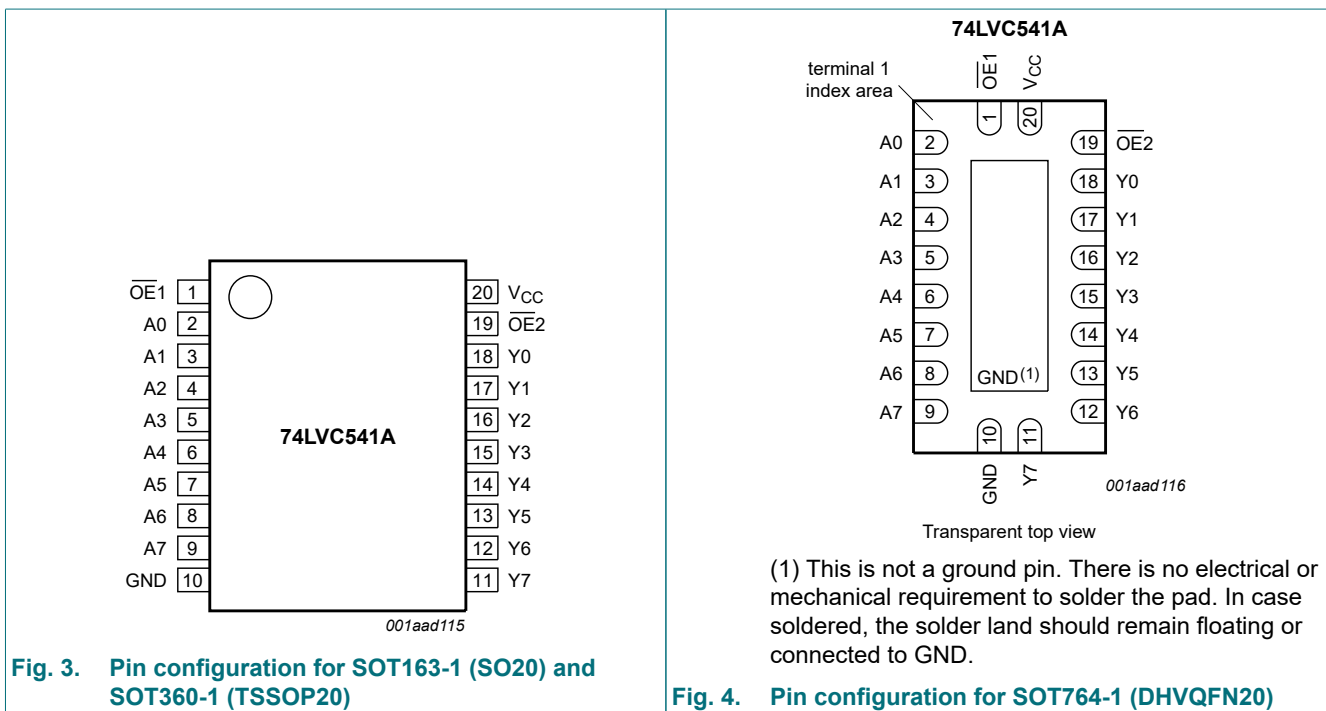 OE1 1
A0 2
A1 3
A2 4
A3 5
A4 6
A5 7
A6 8
A7 9
GND 10
74LVC541A
20 VCC
19 OE2
18 Y0
17 Y1
16 Y2
15 Y3
14 Y4
13 Y5
12 Y6
11 Y7
001aad115
Fig. 3. Pin configuration for SOT163-1 (SO20) and
SOT360-1 (TSSOP20)
74LVC541A
terminal 1
index area
OE1
VCC
1
20
A0 2
A1 3
A2 4
A3 5
A4 6
A5 7
A6 8
A7 9
19 OE2
18 Y0
17 Y1
16 Y2
15 Y3
14 Y4
13 Y5
12 Y6
GND(1)
10
11
GND
Y7
001aad116
Transparent top view
(1) This is not a ground pin. There is no electrical or
mechanical requirement to solder the pad. In case
soldered, the solder land should remain floating or
connected to GND.
Fig. 4. Pin configuration for SOT764-1 (DHVQFN20)